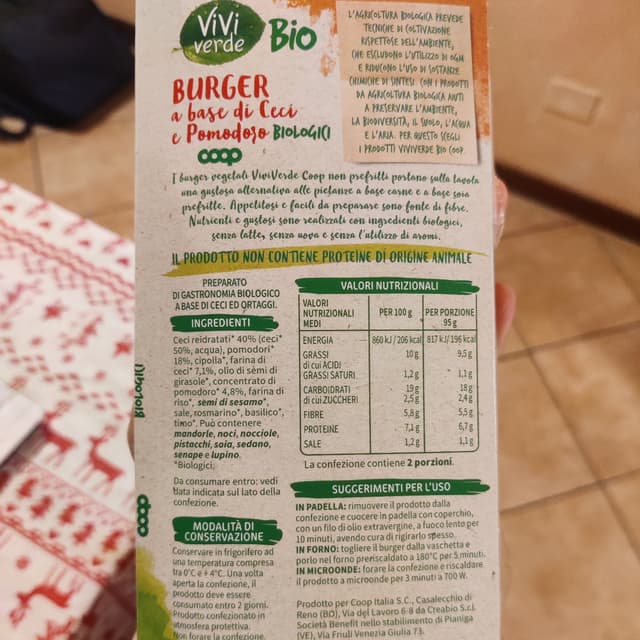 ViVi
verde
Bio
BURGER
a base di Ceci
e Pomodoro BIOLOGICI
coop
L'AGRICOLTURA BIOLOGICA PREVEDE
TECNICHE DI COLTIVAZIONE
RISPETTOSE DELL'AMBIENTE,
CHE ESCLUDONO L'UTILIZZO DI OGM
E RIDUCONO L'USO DI SOSTANZE
CHIMICHE DI SINTESI. CON I PRODOTTI
DA AGRICOLTURA BIOLOGICA AIUTI
A PRESERVARE L'AMBIENTE,
LA BIODIVERSITÀ, IL SUOLO, L'ACQUA
E L'ARIA. PER QUESTO SCEGLI
I PRODOTTI VIVIVERDE BIO COOP.
I burger vegetali ViviVerde Coop non prefritti portano sulla tavola
una gustosa alternativa alle pietanze a base carne e a base soia
prefritte. Appetitosi e facili da preparare sono fonte di fibre.
Nutrienti e gustosi sono realizzati con ingredienti biologici,
senza latte, senza uova e senza l'utilizzo di aromi.
IL PRODOTTO NON CONTIENE PROTEINE DI ORIGINE ANIMALE
PREPARATO
DI GASTRONOMIA BIOLOGICO
A BASE DI CECI ED ORTAGGI.
INGREDIENTI
Ceci reidratati* 40% (ceci*
50%, acqua), pomodori*
18%, cipolla*, farina di
ceci* 7,1%, olio di semi di
girasole*, concentrato di
pomodoro* 4,8%, farina di
riso*, semi di sesamo*,
sale, rosmarino*, basilico*,
timo*. Può contenere
mandorle, noci, nocciole,
pistacchi, soia, sedano,
senape e lupino.
*Biologici.
Da consumare entro: vedi
data indicata sul lato della
confezione.
MODALITÀ DI
CONSERVAZIONE
Conservare in frigorifero ad
una temperatura compresa
tra 0°C e + 4°C. Una volta
aperta la confezione, il
prodotto deve essere
consumato entro 2 giorni.
Prodotto confezionato in
atmosfera protettiva.
Non forare la confezione.
VALORI NUTRIZIONALI
VALORI NUTRIZIONALI MEDI PER 100 g PER PORZIONE 95 g
ENERGIA 860 kJ / 206 kcal 817 kJ/ 196 kcal
GRASSI 10 g 9,5 g
di cui ACIDI
GRASSI SATURI 1,2 g 1,1 g
CARBOIDRATI 19 g 18 g
di cui ZUCCHERI 2,5 g 2,4 g
FIBRE 5,8 g 5,5 g
PROTEINE 7,1 g 6,7 g
SALE 1,2 g 1,1 g
La confezione contiene 2 porzioni.
SUGGERIMENTI PER L'USO
IN PADELLA: rimuovere il prodotto dalla
confezione e cuocere in padella con coperchio,
con un filo di olio extravergine, a fuoco lento per
10 minuti, avendo cura di rigirarlo spesso.
IN FORNO: togliere il burger dalla vaschetta e
porlo nel forno preriscaldato a 180°C per 5 minuti.
IN MICROONDE: forare la confezione e riscaldare
il prodotto a microonde per 3 minuti a 700 W.
Prodotto per Coop Italia S.C., Casalecchio di
Reno (BO), Via del Lavoro 6-8 da Creabio S.r.l.
Società Benefit nello stabilimento di Pianiga
(VE), Via Friuli Venezia Giulia 73.
BIOLOGICI
coop